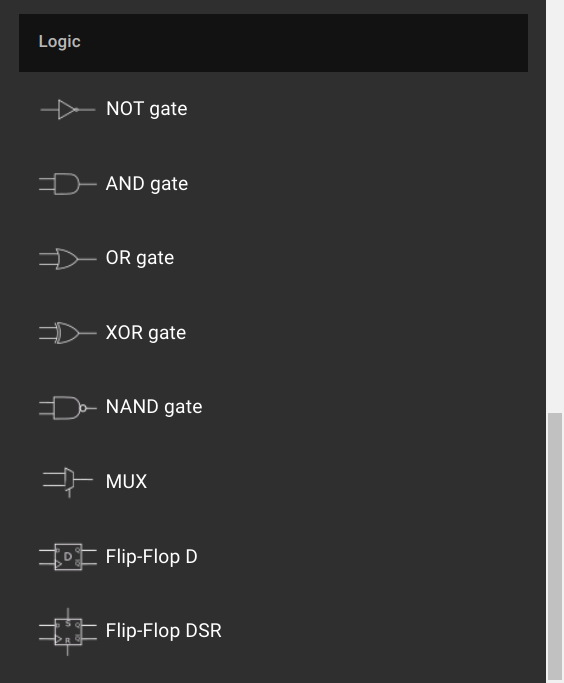 Logic
NOT gate
AND gate
OR gate
XOR gate
NAND gate
MUX
D
Flip-Flop D
S
R
Flip-Flop DSR